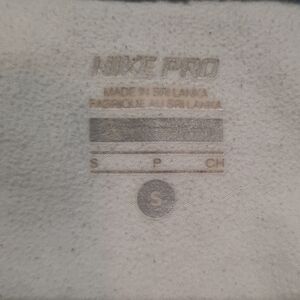 NIKE PRO
MADE IN SRI LANKA
FABRIQUE AU SRI LANKA
S P CH
S